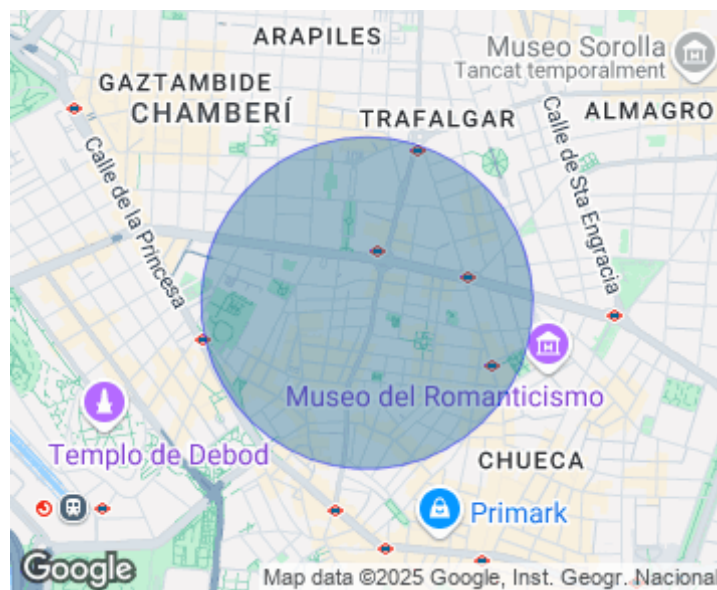 ARAPILES
Museo Sorolla
Tancat temporalment
GAZTAMBIDE
CHAMBERÍ
TRAFALGAR
ALMAGRO
Calle de la Princesa
Calle de Sta Engracia
Museo del Romanticismo
Templo de Debod
CHUECA
Primark
Google
Map data ©2025 Google, Inst. Geogr. Nacional